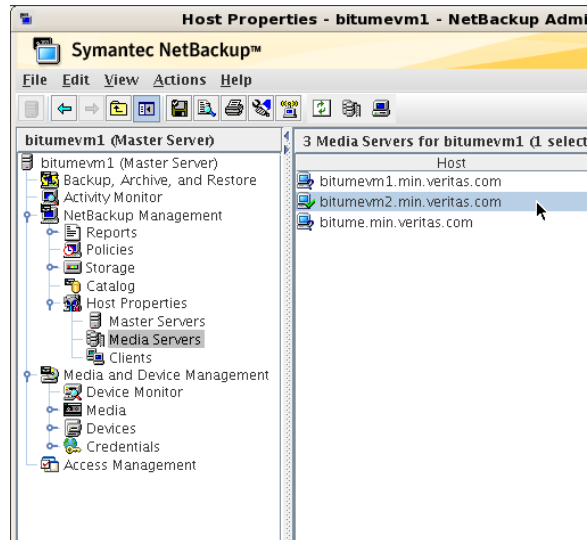 Host Properties - bitumevm1 - NetBackup Admi
Symantec NetBackup™
File Edit View Actions Help
bitumevm1 (Master Server)
bitumevm1 (Master Server)
Backup, Archive, and Restore
Activity Monitor
NetBackup Management
Reports
Policies
Storage
Catalog
Host Properties
Master Servers
Media Servers
Clients
Media and Device Management
Device Monitor
Media
Devices
Credentials
Access Management
3 Media Servers for bitumevm1 (1 select
Host
bitumevm1.min.veritas.com
bitumevm2.min.veritas.com
bitume.min.veritas.com